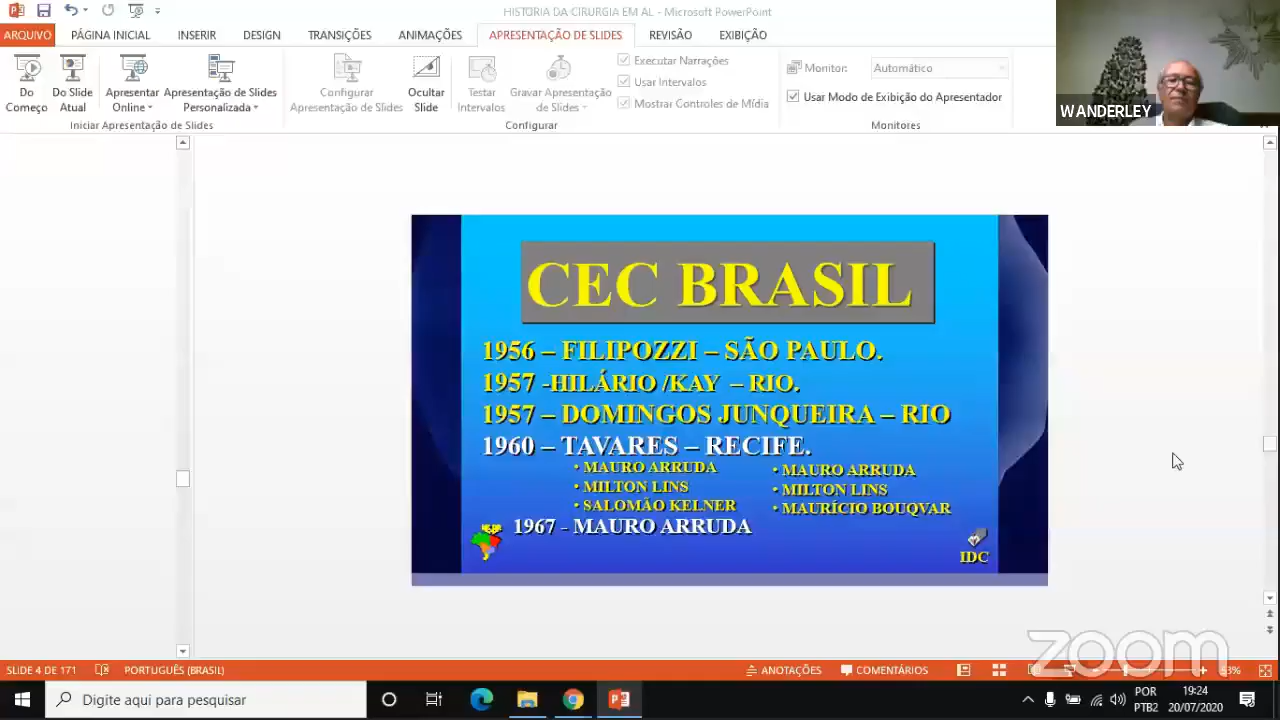 HISTÓRIA DA CIRURGIA EM AL - Microsoft PowerPoint
ARQUIVO PÁGINA INICIAL INSERIR DESIGN TRANSIÇÕES ANIMAÇÕES APRESENTAÇÃO DE SLIDES REVISÃO EXIBIÇÃO
Do Começo
Do Slide Atual
Apresentar Online
Apresentação de Slides Personalizada
Configurar Apresentação de Slides
Ocultar Slide
Testar Intervalos
Gravar Apresentação de Slides
Executar Narrações
Usar Intervalos
Mostrar Controles de Mídia
Monitor: Automático
Usar Modo de Exibição do Apresentador
Iniciar Apresentação de Slides
Configurar
Monitores
WANDERLEY
CEC BRASIL
1956 – FILIPOZZI – SÃO PAULO.
1957 -HILÁRIO /KAY – RIO.
1957 – DOMINGOS JUNQUEIRA – RIO
1960 – TAVARES – RECIFE.
• MAURO ARRUDA
• MILTON LINS
• SALOMÃO KELNER
• MAURO ARRUDA
• MILTON LINS
• MAURÍCIO BOUQVAR
1967 - MAURO ARRUDA
IDC
zoom
SLIDE 4 DE 171 PORTUGUÊS (BRASIL) ANOTAÇÕES COMENTÁRIOS
Digite aqui para pesquisar
POR
PTB2
19:24
20/07/2020